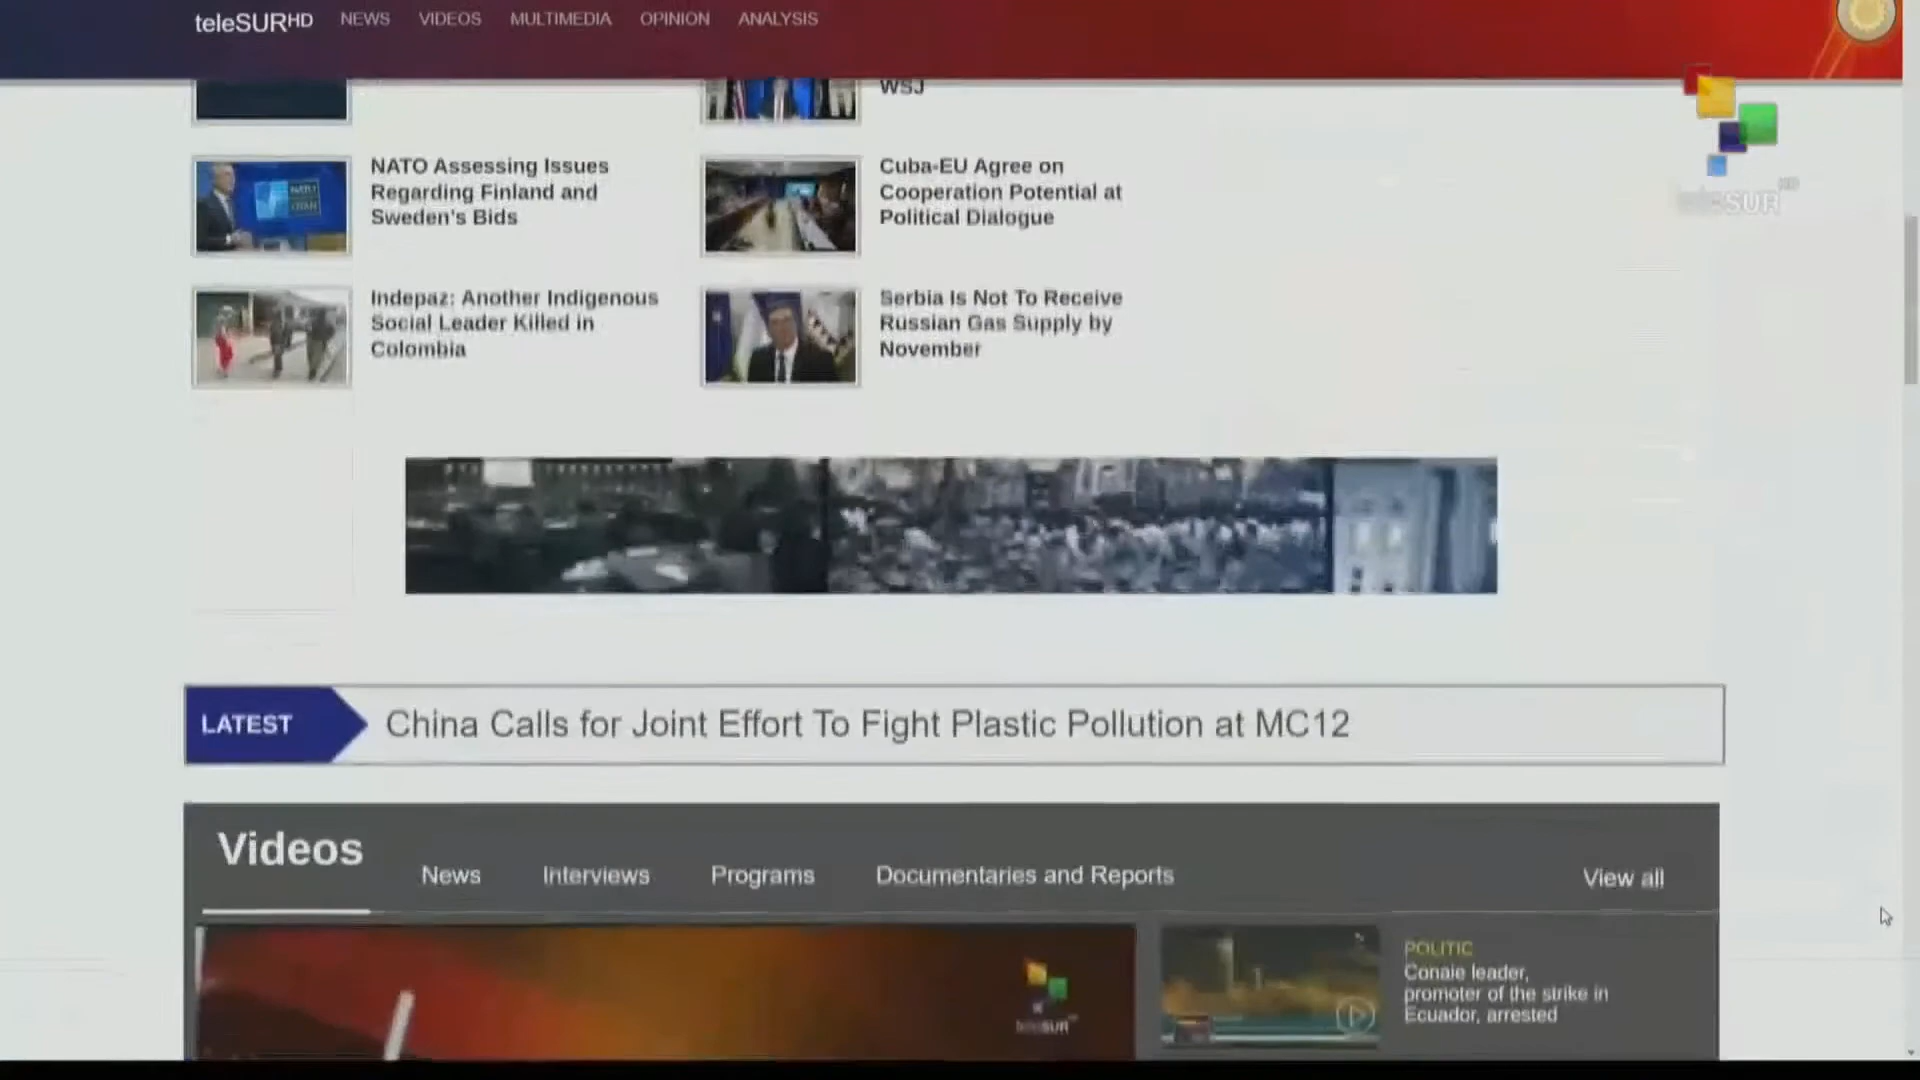 teleSURHD NEWS VIDEOS MULTIMEDIA OPINION ANALYSIS
WSJ
NATO Assessing Issues
Regarding Finland and
Sweden's Bids
Cuba-EU Agree on
Cooperation Potential at
Political Dialogue
Indepaz: Another Indigenous
Social Leader Killed in
Colombia
Serbia Is Not To Receive
Russian Gas Supply by
November
teleSUR HD
LATEST China Calls for Joint Effort To Fight Plastic Pollution at MC12
Videos
News Interviews Programs Documentaries and Reports View all
teleSUR
POLITIC
Conaie leader,
promoter of the strike in
Ecuador, arrested